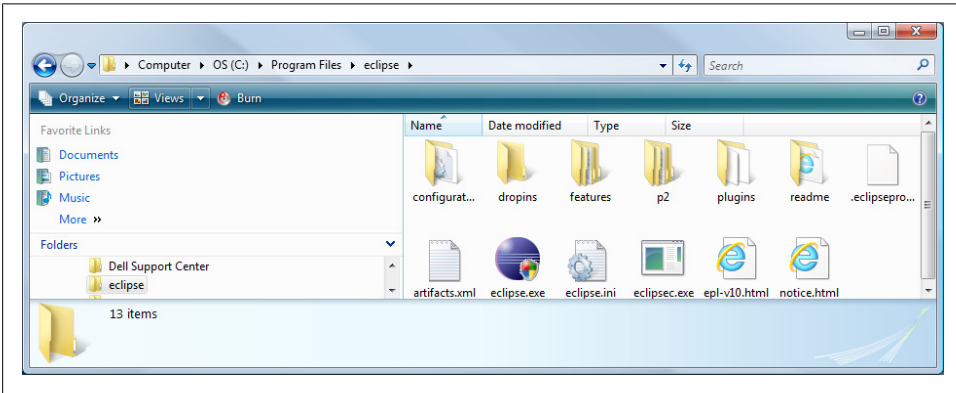 Computer OS (C:) Program Files eclipse Search
Organize Views Burn
Favorite Links
Documents
Pictures
Music
More »
Folders
Dell Support Center
eclipse
Name Date modified Type Size
configurat... dropins features p2 plugins readme .eclipsepro...
artifacts.xml eclipse.exe eclipse.ini eclipsec.exe epl-v10.html notice.html
13 items